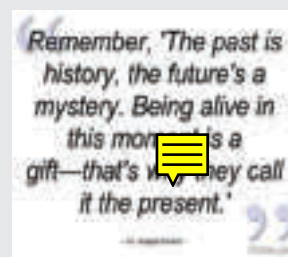 Remember, 'The past is
history, the future's a
mystery. Being alive in
this is a
gift—that's they call
it the present.'